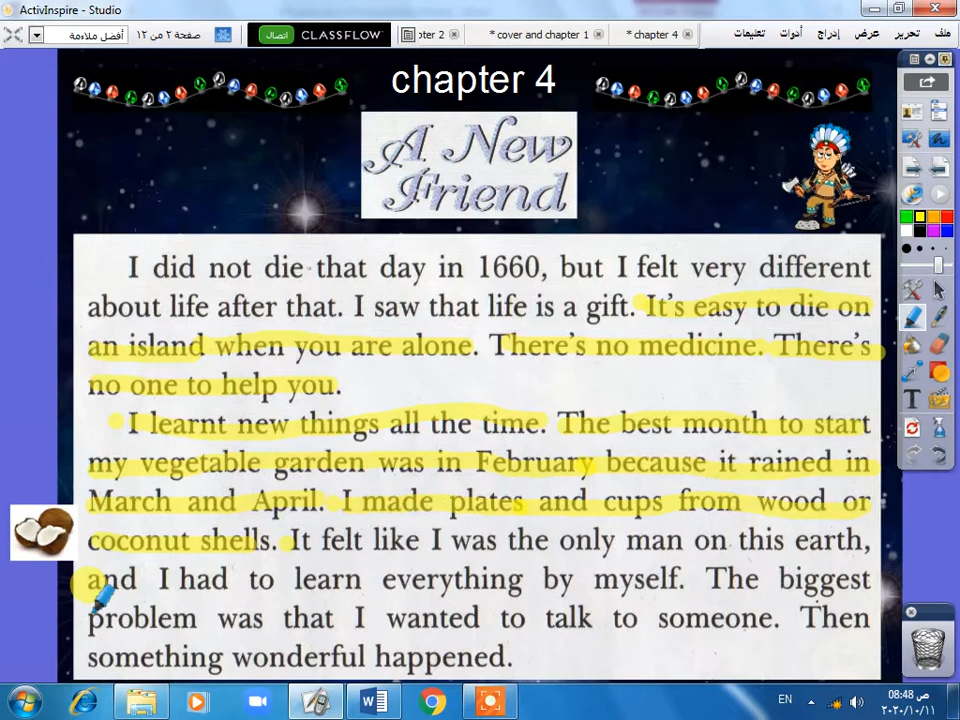 ActivInspire - Studio
أفضل ملاءمة
صفحة ٢ من ١٢
اتصال CLASSFLOW
pter 2
* cover and chapter 1
* chapter 4
ملف تحرير عرض إدراج أدوات تعليمات
chapter 4
A New
Friend
I did not die that day in 1660, but I felt very different
about life after that. I saw that life is a gift. It's easy to die on
an island when you are alone. There's no medicine. There's
no one to help you.
I learnt new things all the time. The best month to start
my vegetable garden was in February because it rained in
March and April. I made plates and cups from wood or
coconut shells. It felt like I was the only man on this earth,
and I had to learn everything by myself. The biggest
problem was that I wanted to talk to someone. Then
something wonderful happened.
EN
08:48 ص
٢٠٢٠/١٠/١١